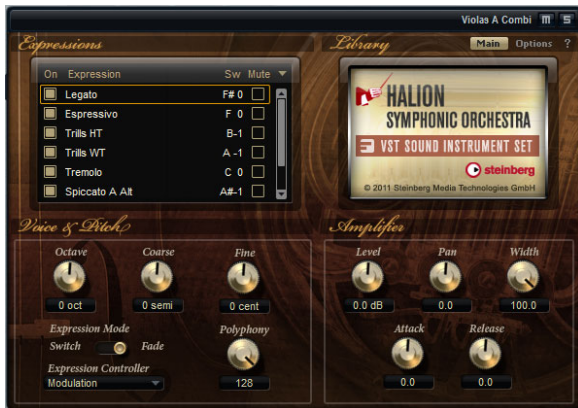 Violas A Combi M S
Expressions
Library
Main Options ?
On Expression Sw Mute
Legato F# 0
Espressivo F 0
Trills HT B-1
Trills WT A -1
Tremolo C 0
Spiccato A Alt A#-1
HALION
SYMPHONIC ORCHESTRA
VST SOUND INSTRUMENT SET
steinberg
© 2011 Steinberg Media Technologies GmbH
Voice & Pitch
Octave Coarse Fine
0 oct 0 semi 0 cent
Expression Mode
Switch Fade
Expression Controller
Modulation
Polyphony
128
Amplifier
Level Pan Width
0.0 dB 0.0 100.0
Attack Release
0.0 0.0